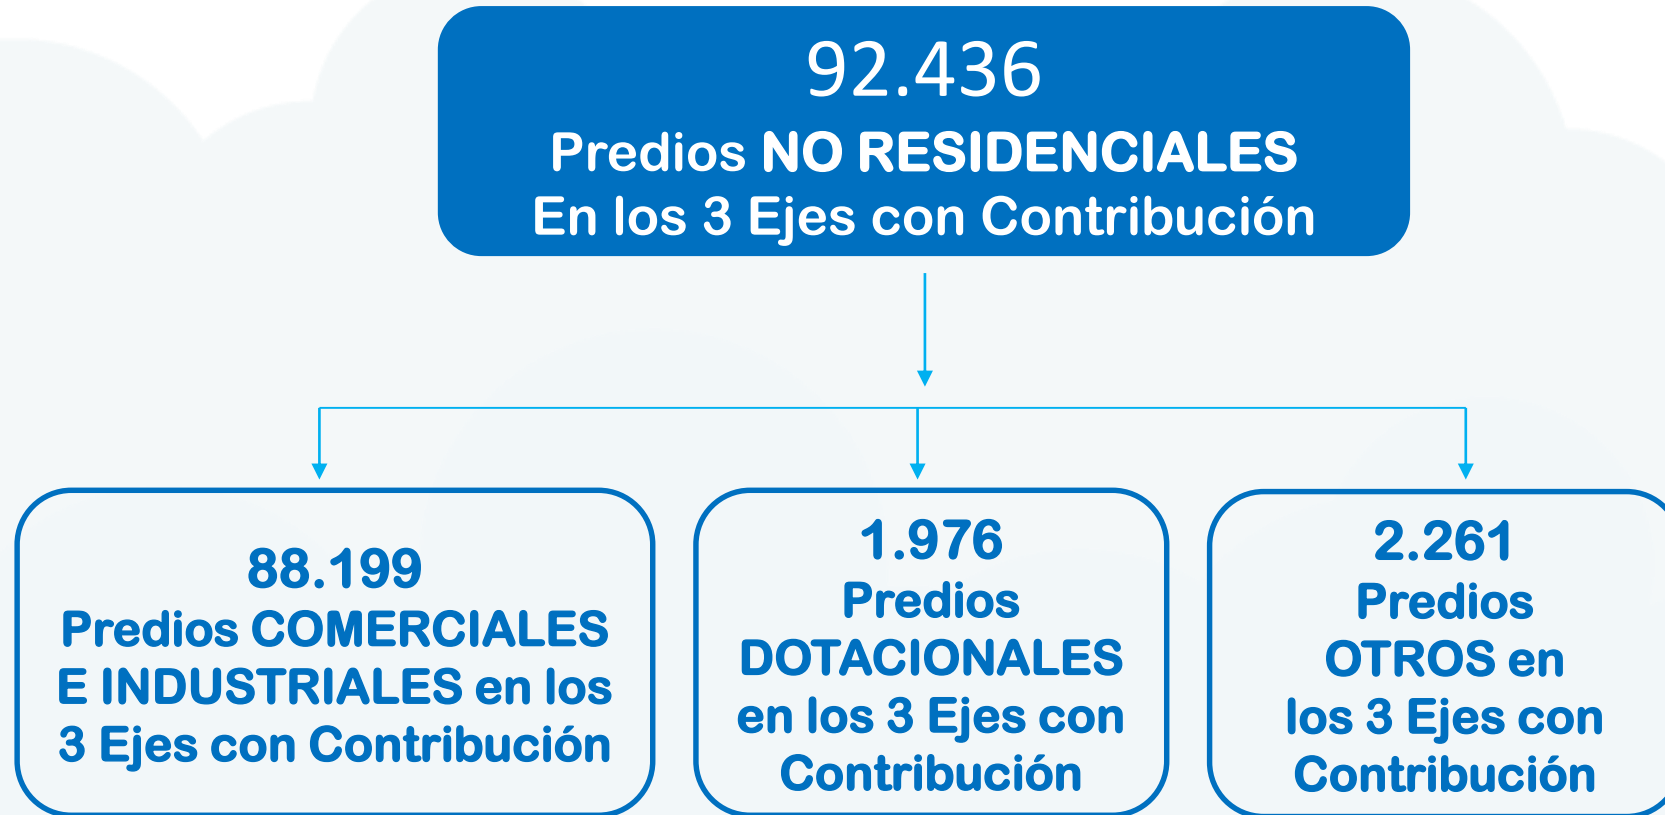 92.436
Predios NO RESIDENCIALES
En los 3 Ejes con Contribución
88.199
Predios COMERCIALES
E INDUSTRIALES en los
3 Ejes con Contribución
1.976
Predios
DOTACIONALES
en los 3 Ejes con
Contribución
2.261
Predios
OTROS en
los 3 Ejes con
Contribución